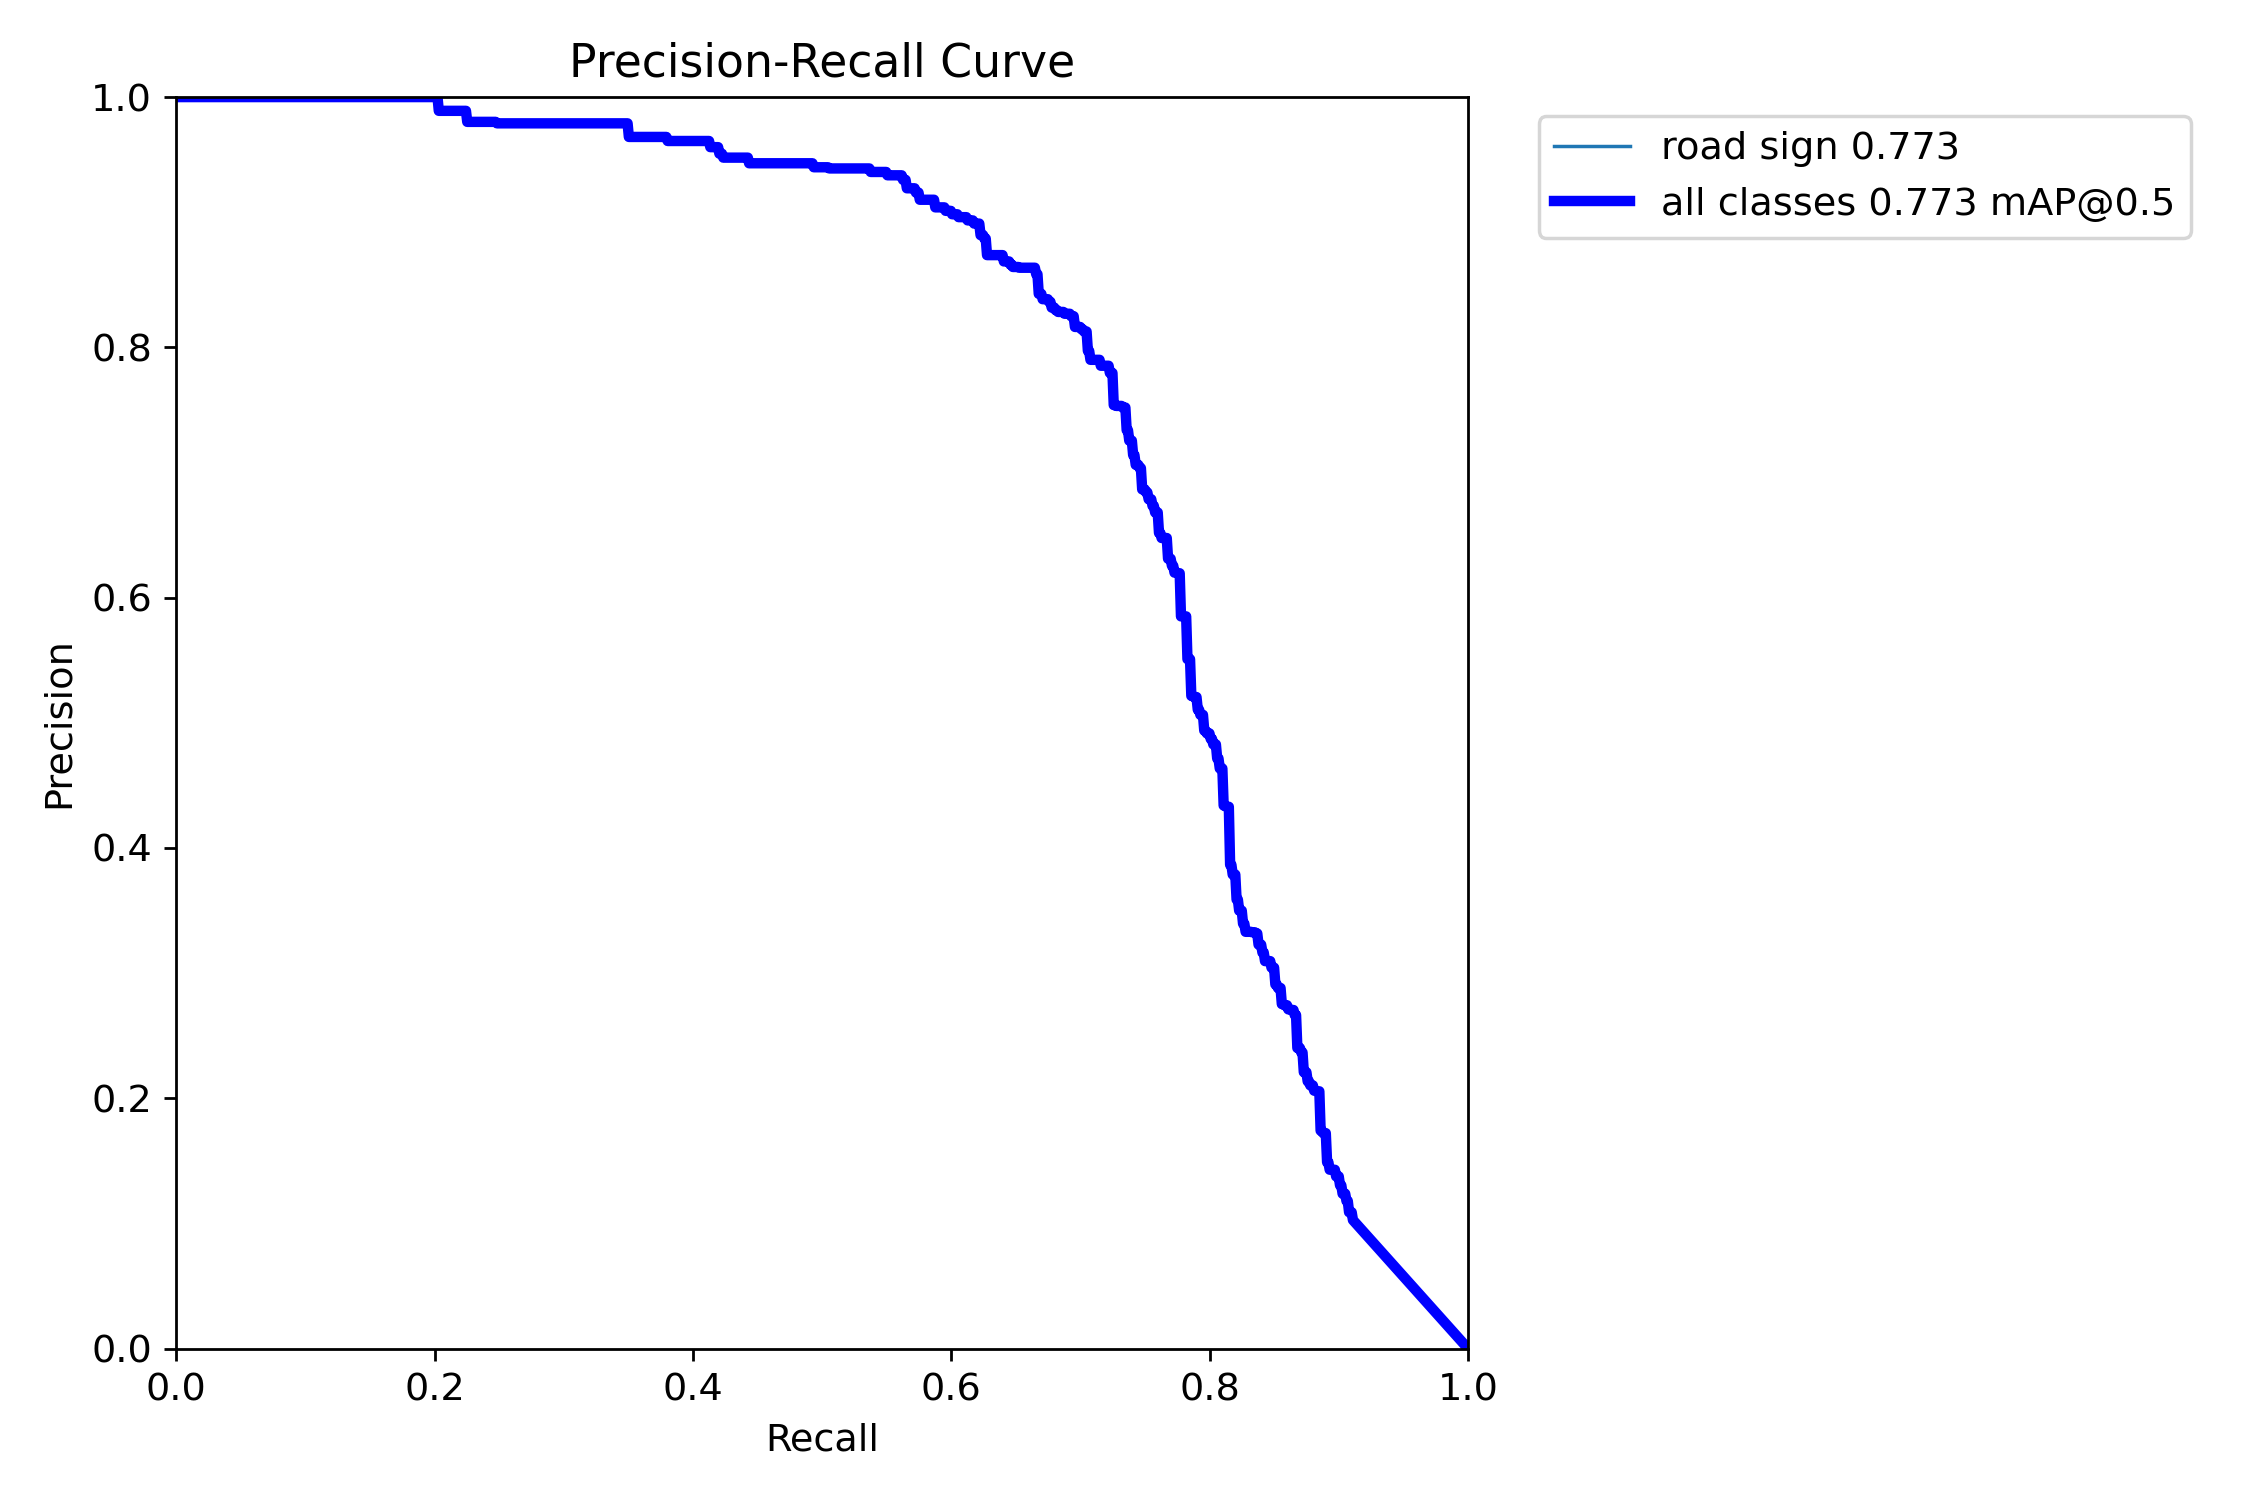 Precision-Recall Curve
1.0
0.8
0.6
0.4
0.2
0.0
Precision
0.0 0.2 0.4 0.6 0.8 1.0
Recall
road sign 0.773
all classes 0.773 mAP@0.5